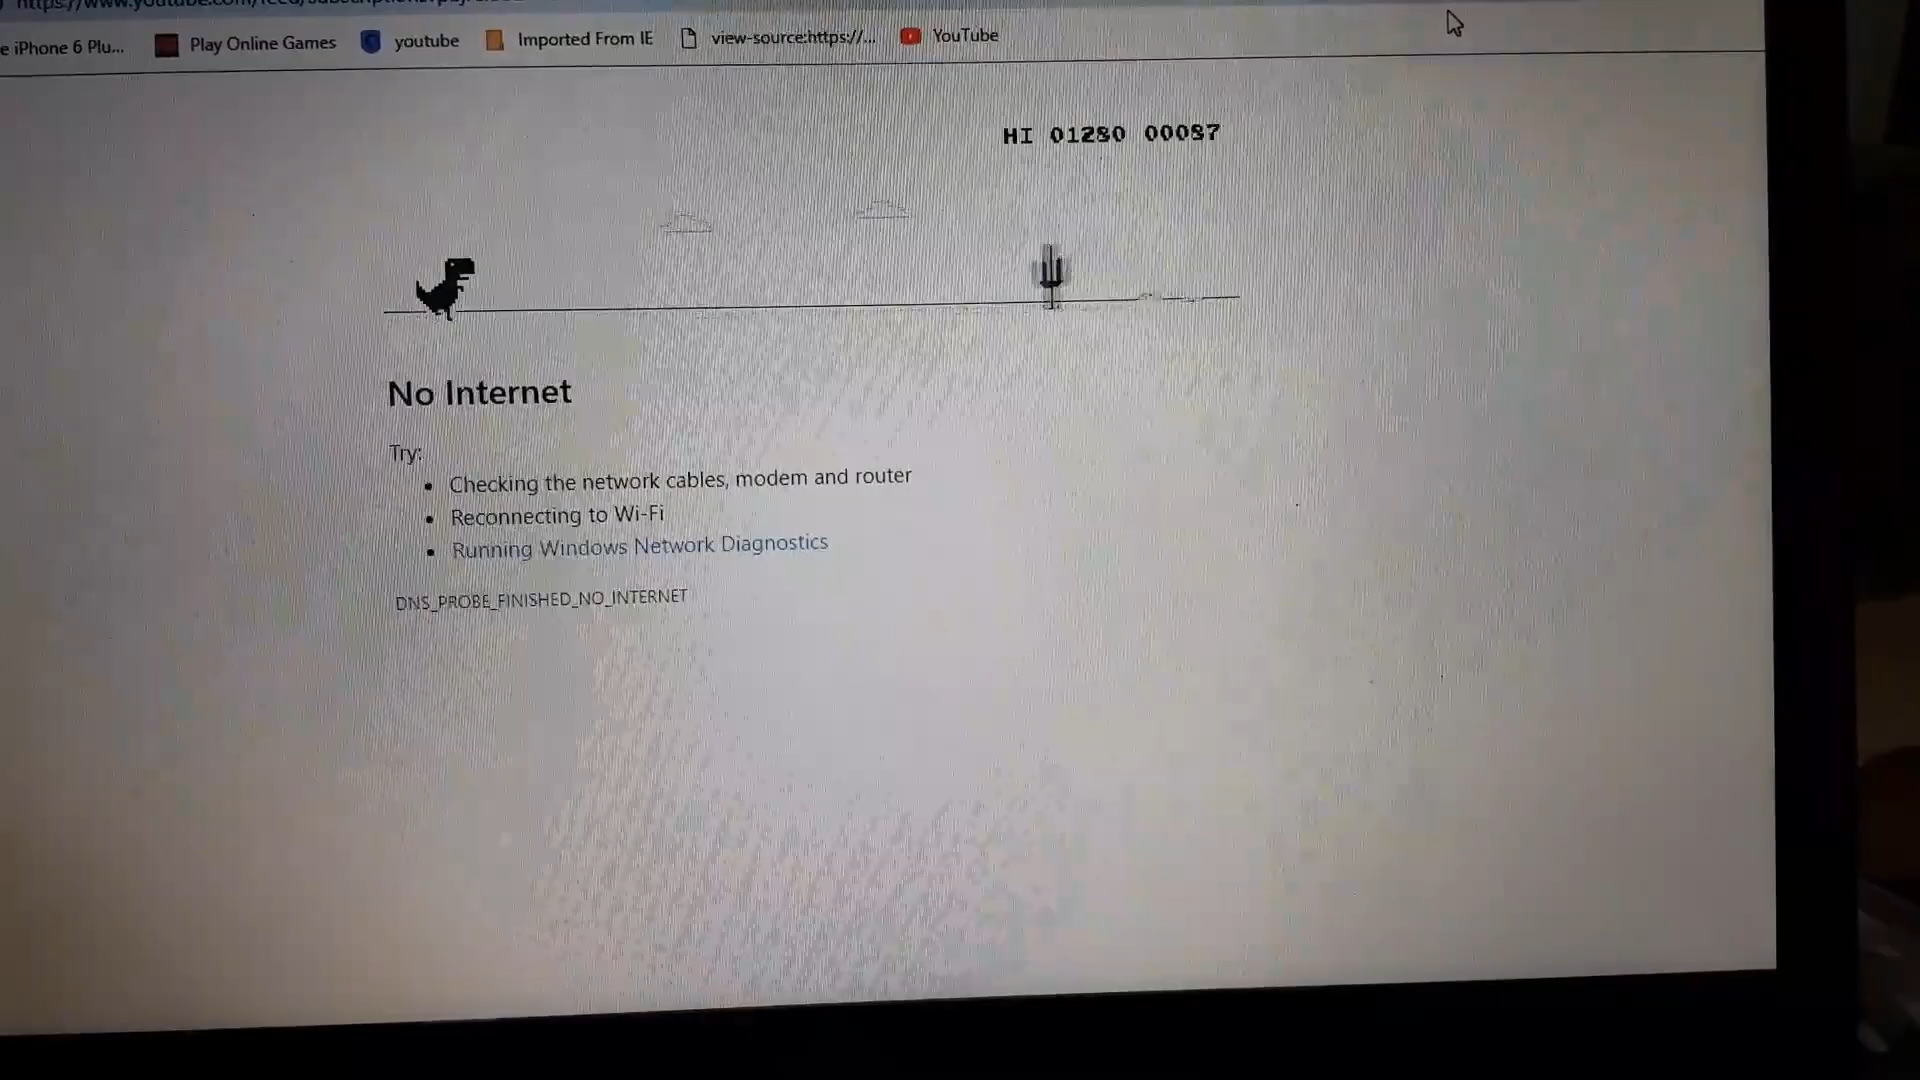 e iPhone 6 Plu... Play Online Games youtube Imported From IE view-source:https://... YouTube
HI 01280 00087
No Internet
Try:
• Checking the network cables, modem and router
• Reconnecting to Wi-Fi
• Running Windows Network Diagnostics
DNS_PROBE_FINISHED_NO_INTERNET